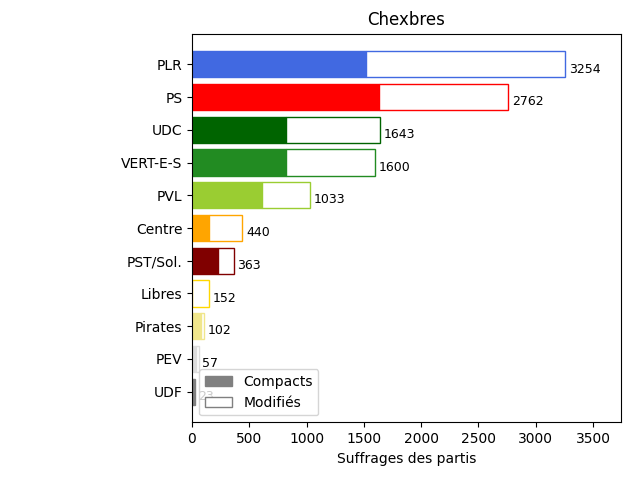 Chexbres
PLR 3254
PS 2762
UDC 1643
VERT-E-S 1600
PVL 1033
Centre 440
PST/Sol. 363
Libres 152
Pirates 102
PEV 57
UDF 23
Compacts
Modifiés
0 500 1000 1500 2000 2500 3000 3500
Suffrages des partis